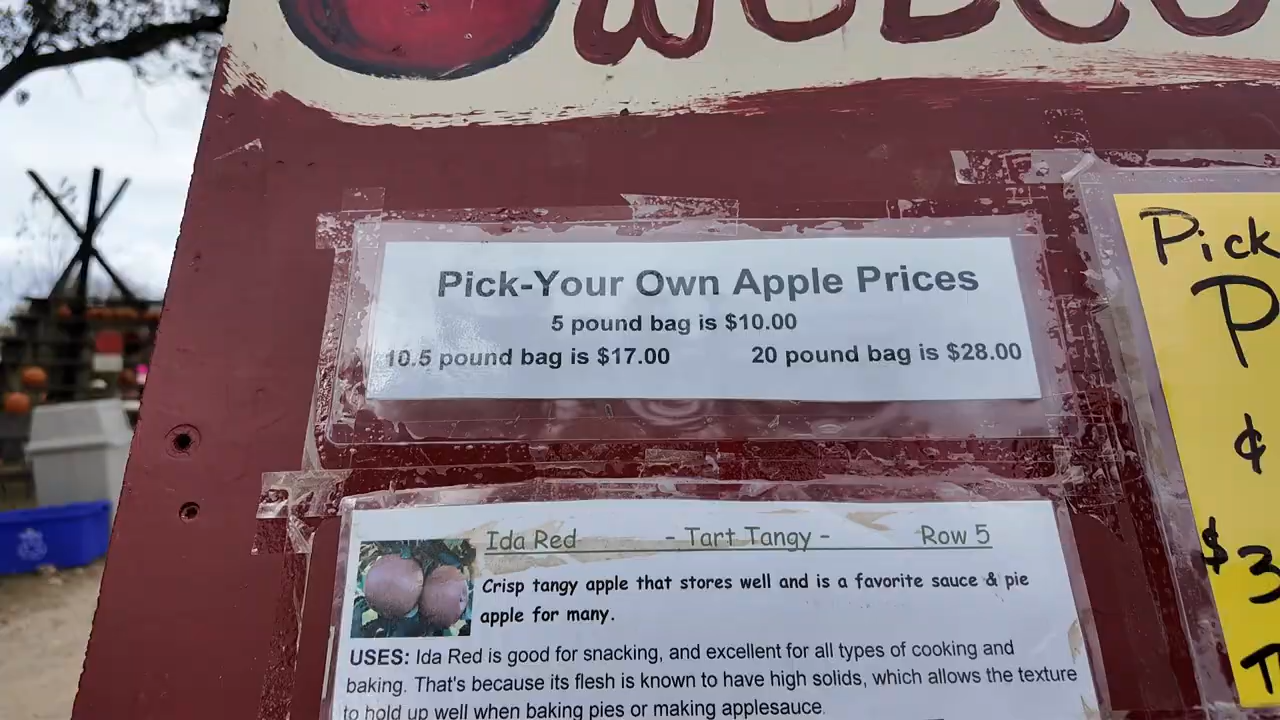 WELCO
Pick-Your Own Apple Prices
5 pound bag is $10.00
10.5 pound bag is $17.00 20 pound bag is $28.00
Ida Red - Tart Tangy - Row 5
Crisp tangy apple that stores well and is a favorite sauce & pie
apple for many.
USES: Ida Red is good for snacking, and excellent for all types of cooking and
baking. That's because its flesh is known to have high solids, which allows the texture
to hold up well when baking pies or making applesauce.
Pick
P
¢
$3
T